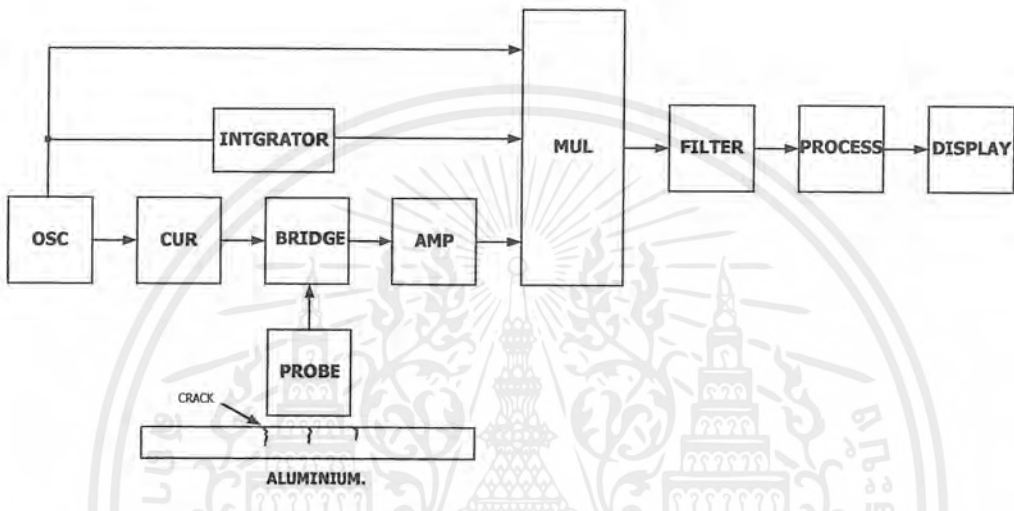 INTGRATOR
MUL
FILTER
PROCESS
DISPLAY
OSC
CUR
BRIDGE
AMP
PROBE
CRACK
ALUMINIUM.